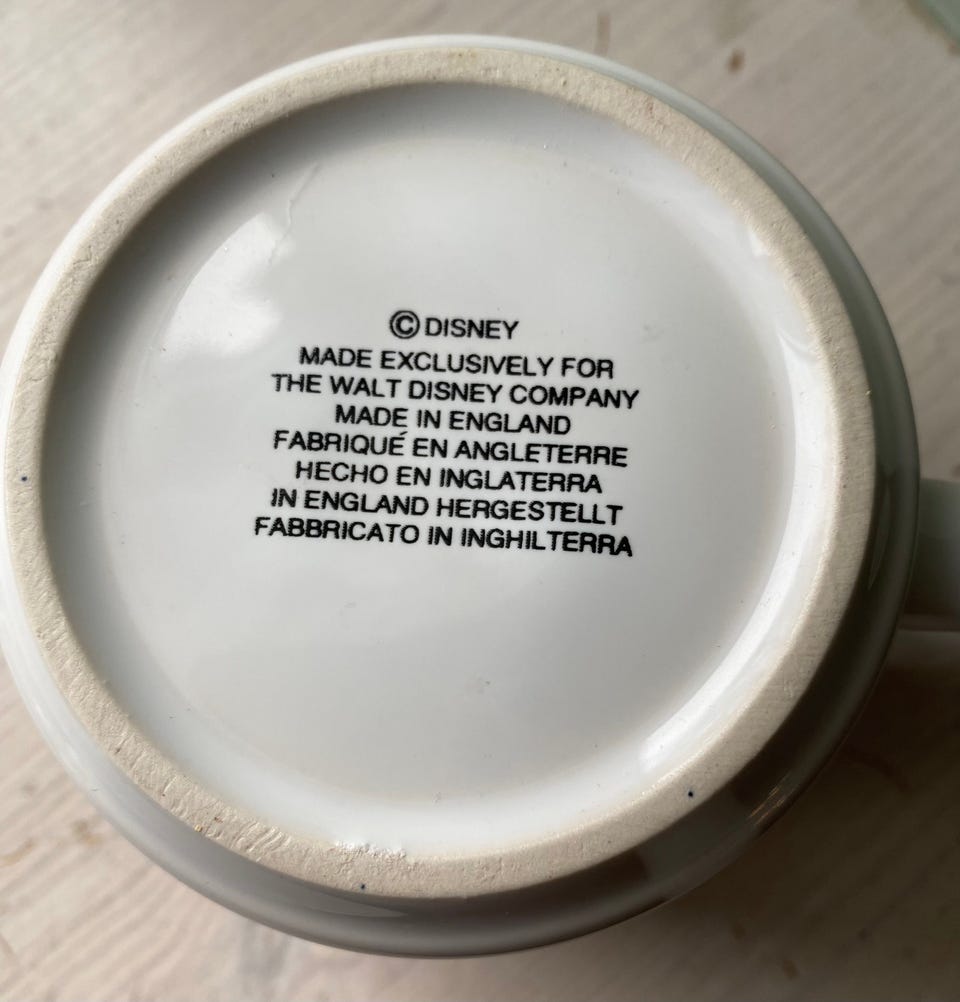 © DISNEY
MADE EXCLUSIVELY FOR
THE WALT DISNEY COMPANY
MADE IN ENGLAND
FABRIQUÉ EN ANGLETERRE
HECHO EN INGLATERRA
IN ENGLAND HERGESTELLT
FABBRICATO IN INGHILTERRA